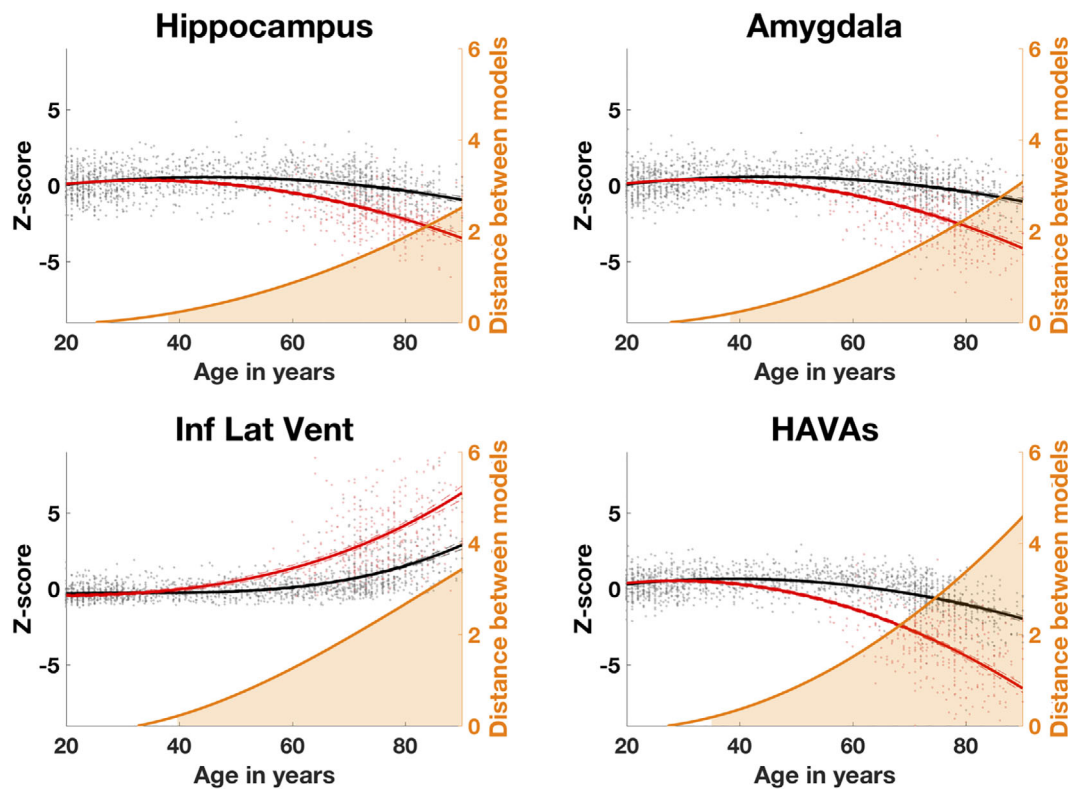 Hippocampus
Z-score
5
0
-5
20
40
60
80
Age in years
6
4
2
0
Distance between models
Amygdala
Z-score
5
0
-5
20
40
60
80
Age in years
6
4
2
0
Distance between models
Inf Lat Vent
Z-score
5
0
-5
20
40
60
80
Age in years
6
4
2
0
Distance between models
HAVAs
Z-score
5
0
-5
20
40
60
80
Age in years
6
4
2
0
Distance between models